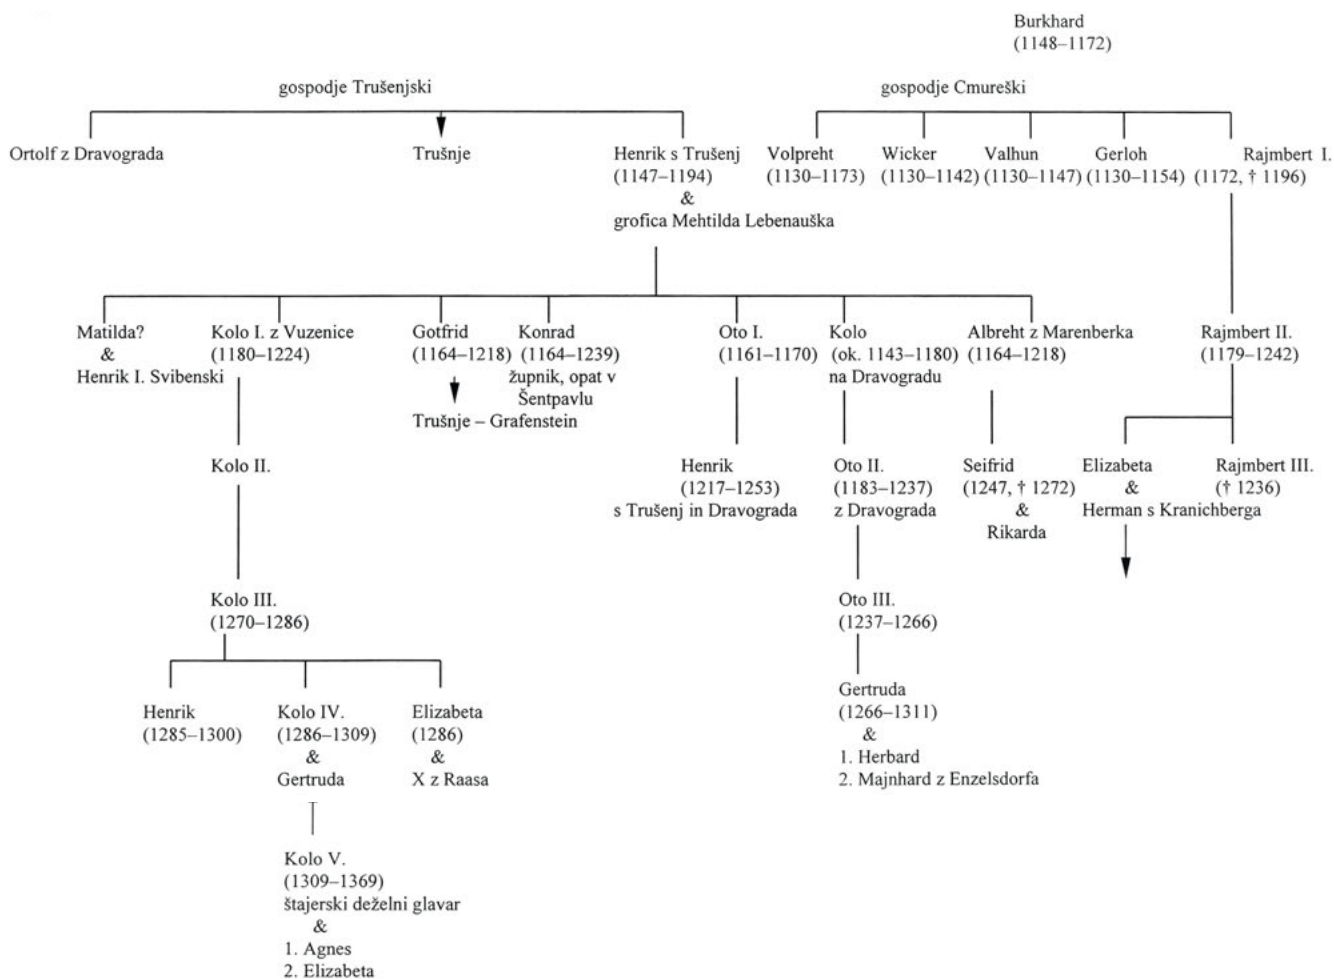 Burkhard
(1148–1172)
gospodje Trušenjski
gospodje Cmureški
Ortolf z Dravograda
Trušnje
Henrik s Trušenj
(1147–1194)
&
grofica Mehtilda Lebenauška
Volpreht
(1130–1173)
Wicker
(1130–1142)
Valhun
(1130–1147)
Gerloh
(1130–1154)
Rajmbert I.
(1172, † 1196)
Matilda?
&
Henrik I. Svibenski
Kolo I. z Vuzenice
(1180–1224)
Gotfrid
(1164–1218)
Trušnje – Grafenstein
Konrad
(1164–1239)
župnik, opat v
Šentpavlu
Oto I.
(1161–1170)
Kolo
(ok. 1143–1180)
na Dravogradu
Albreht z Marenberka
(1164–1218)
Rajmbert II.
(1179–1242)
Kolo II.
Henrik
(1217–1253)
s Trušenj in Dravograda
Oto II.
(1183–1237)
z Dravograda
Seifrid
(1247, † 1272)
&
Rikarda
Elizabeta
&
Herman s Kranichberga
Rajmbert III.
(† 1236)
Kolo III.
(1270–1286)
Oto III.
(1237–1266)
Henrik
(1285–1300)
Kolo IV.
(1286–1309)
&
Gertruda
Elizabeta
(1286)
&
X z Raasa
Gertruda
(1266–1311)
&
1. Herbard
2. Majnhard z Enzelsdorfa
Kolo V.
(1309–1369)
štajerski deželni glavar
&
1. Agnes
2. Elizabeta